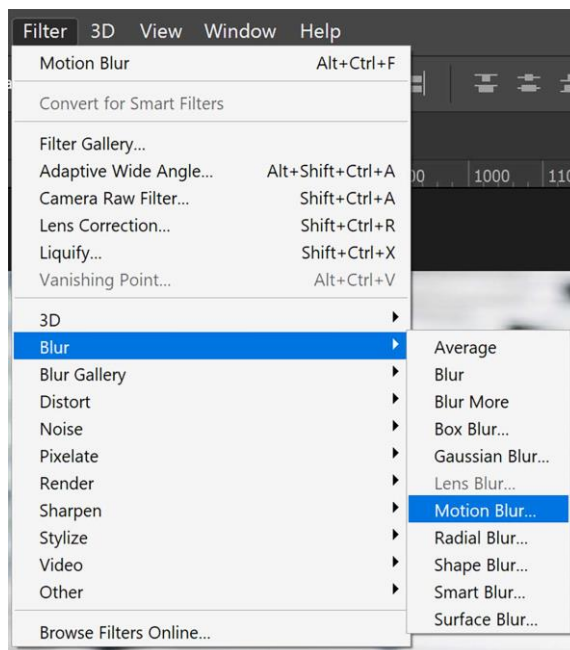 Filter 3D View Window Help
Motion Blur Alt+Ctrl+F
Convert for Smart Filters
Filter Gallery...
Adaptive Wide Angle... Alt+Shift+Ctrl+A
Camera Raw Filter... Shift+Ctrl+A
Lens Correction... Shift+Ctrl+R
Liquify... Shift+Ctrl+X
Vanishing Point... Alt+Ctrl+V
3D
Blur
Blur Gallery
Distort
Noise
Pixelate
Render
Sharpen
Stylize
Video
Other
Browse Filters Online...
1000
Average
Blur
Blur More
Box Blur...
Gaussian Blur...
Lens Blur...
Motion Blur...
Radial Blur...
Shape Blur...
Smart Blur...
Surface Blur...